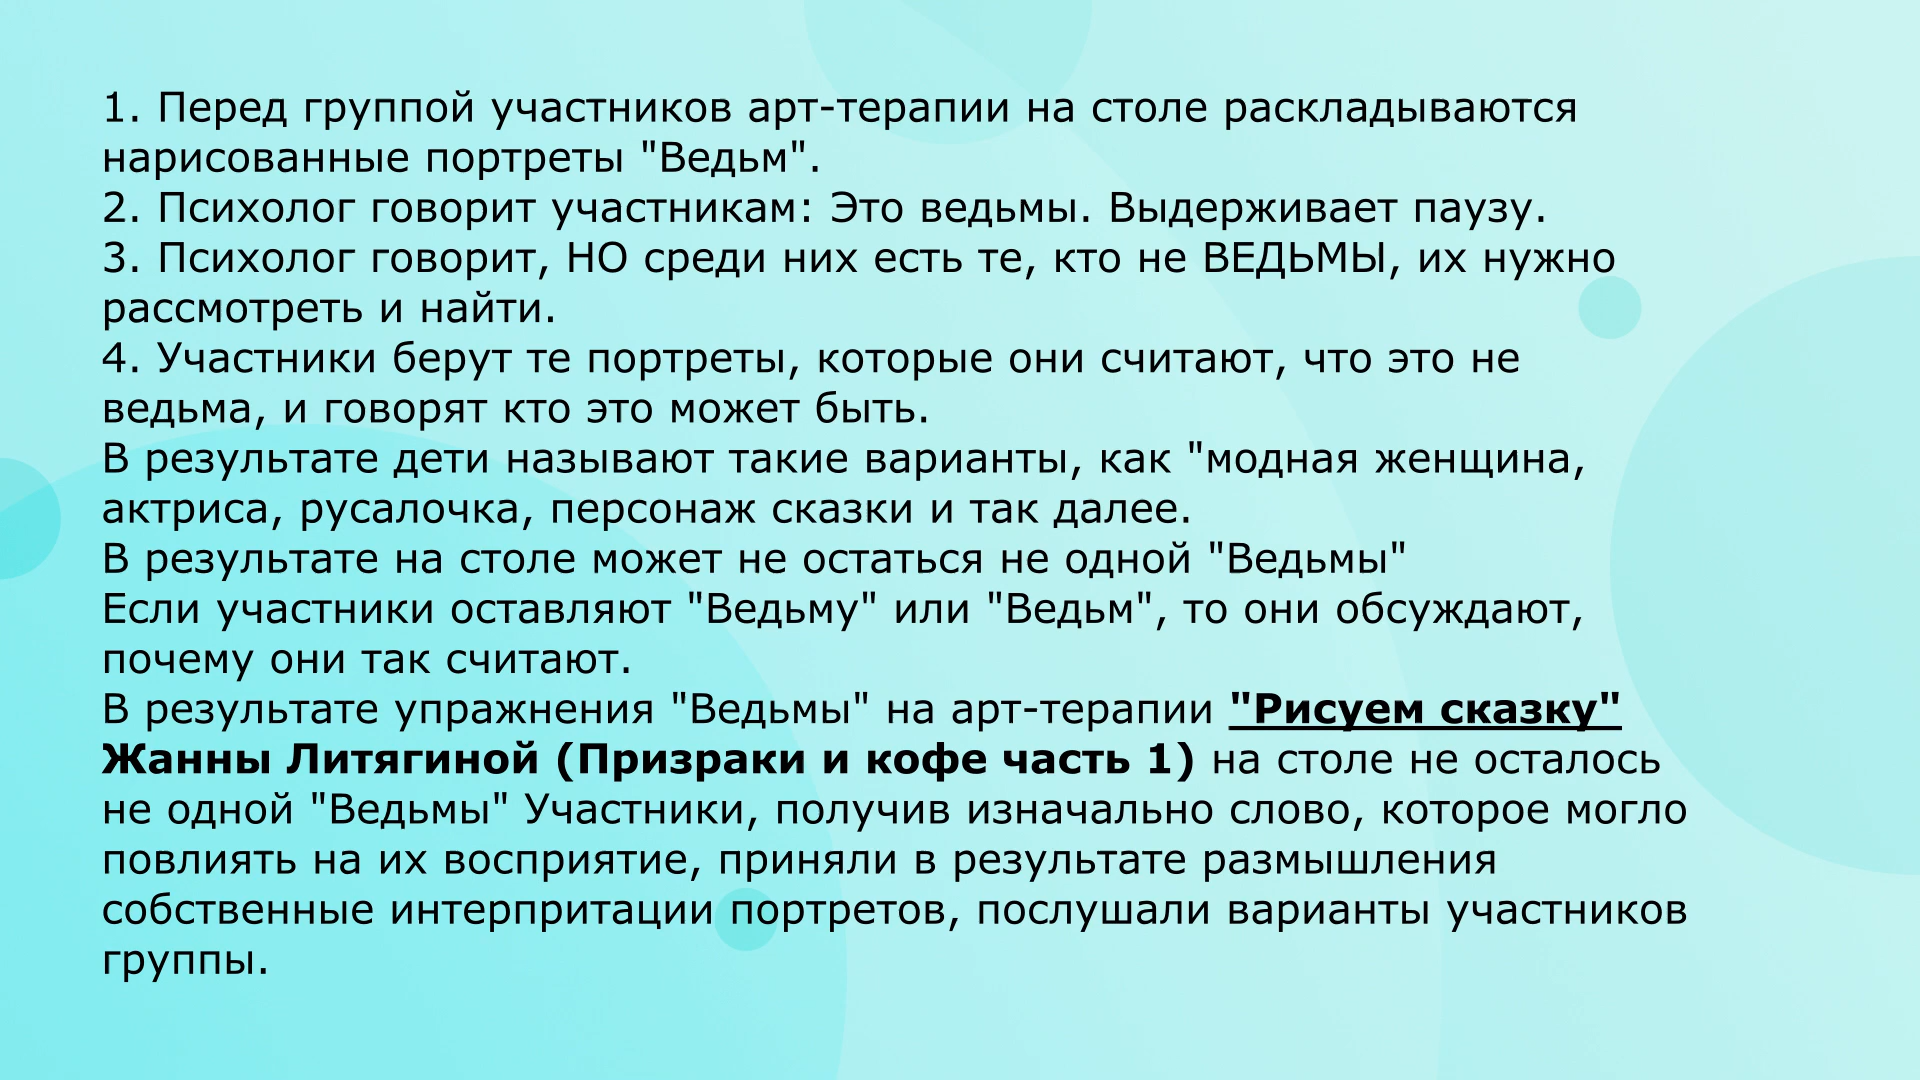 1. Перед группой участников арт-терапии на столе раскладываются
нарисованные портреты "Ведьм".
2. Психолог говорит участникам: Это ведьмы. Выдерживает паузу.
3. Психолог говорит, НО среди них есть те, кто не ВЕДЬМЫ, их нужно
рассмотреть и найти.
4. Участники берут те портреты, которые они считают, что это не
ведьма, и говорят кто это может быть.
В результате дети называют такие варианты, как "модная женщина,
актриса, русалочка, персонаж сказки и так далее.
В результате на столе может не остаться не одной "Ведьмы"
Если участники оставляют "Ведьму" или "Ведьм", то они обсуждают,
почему они так считают.
В результате упражнения "Ведьмы" на арт-терапии "Рисуем сказку"
Жанны Литягиной (Призраки и кофе часть 1) на столе не осталось
не одной "Ведьмы" Участники, получив изначально слово, которое могло
повлиять на их восприятие, приняли в результате размышления
собственные интерпритации портретов, послушали варианты участников
группы.